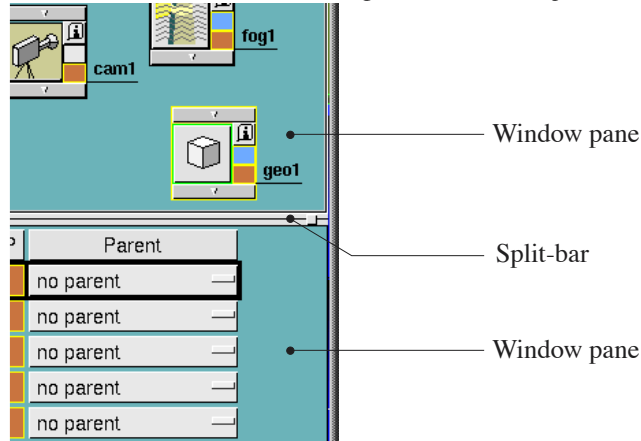 fog1
cam1
Window pane
geo1
Split-bar
Parent
no parent
no parent
no parent
Window pane
no parent
no parent